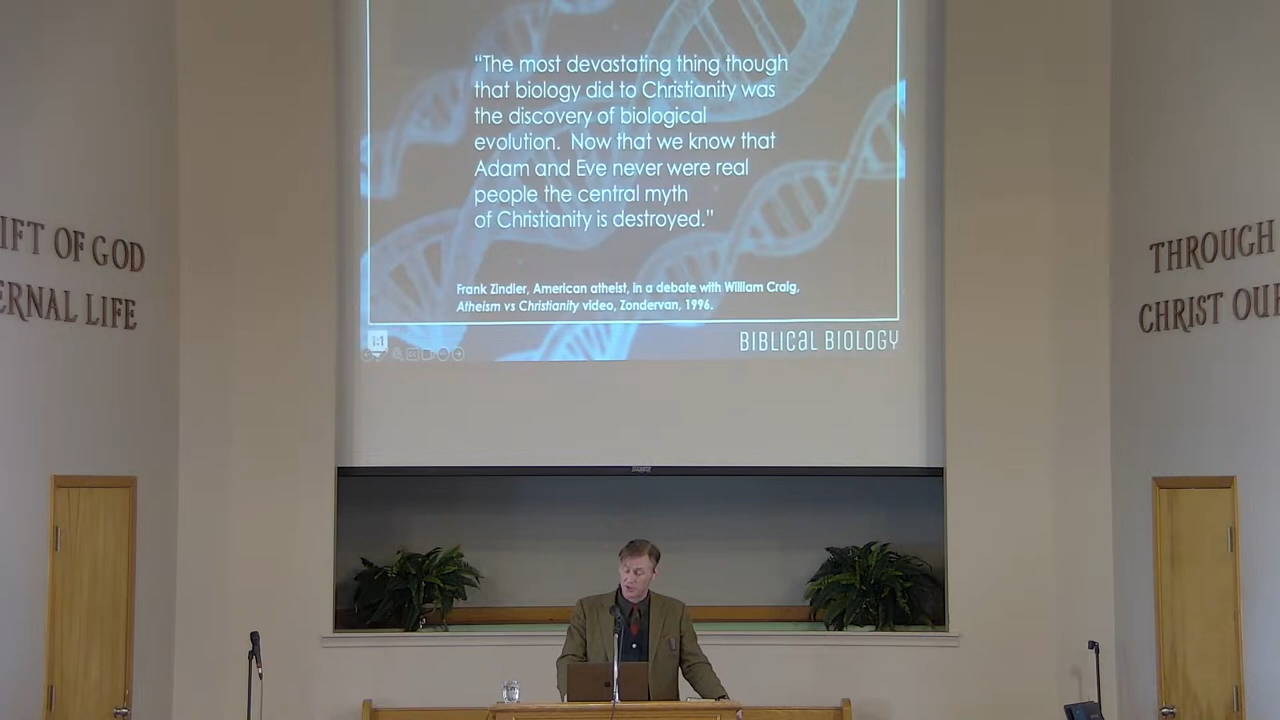 “The most devastating thing though
that biology did to Christianity was
the discovery of biological
evolution.  Now that we know that
Adam and Eve never were real
people the central myth
of Christianity is destroyed.”
Frank Zindler, American atheist, in a debate with William Craig,
Atheism vs Christianity video, Zondervan, 1996.
BIBLICAL BIOLOGY
IFT OF GOD
ERNAL LIFE
THROUGH
CHRIST OUR